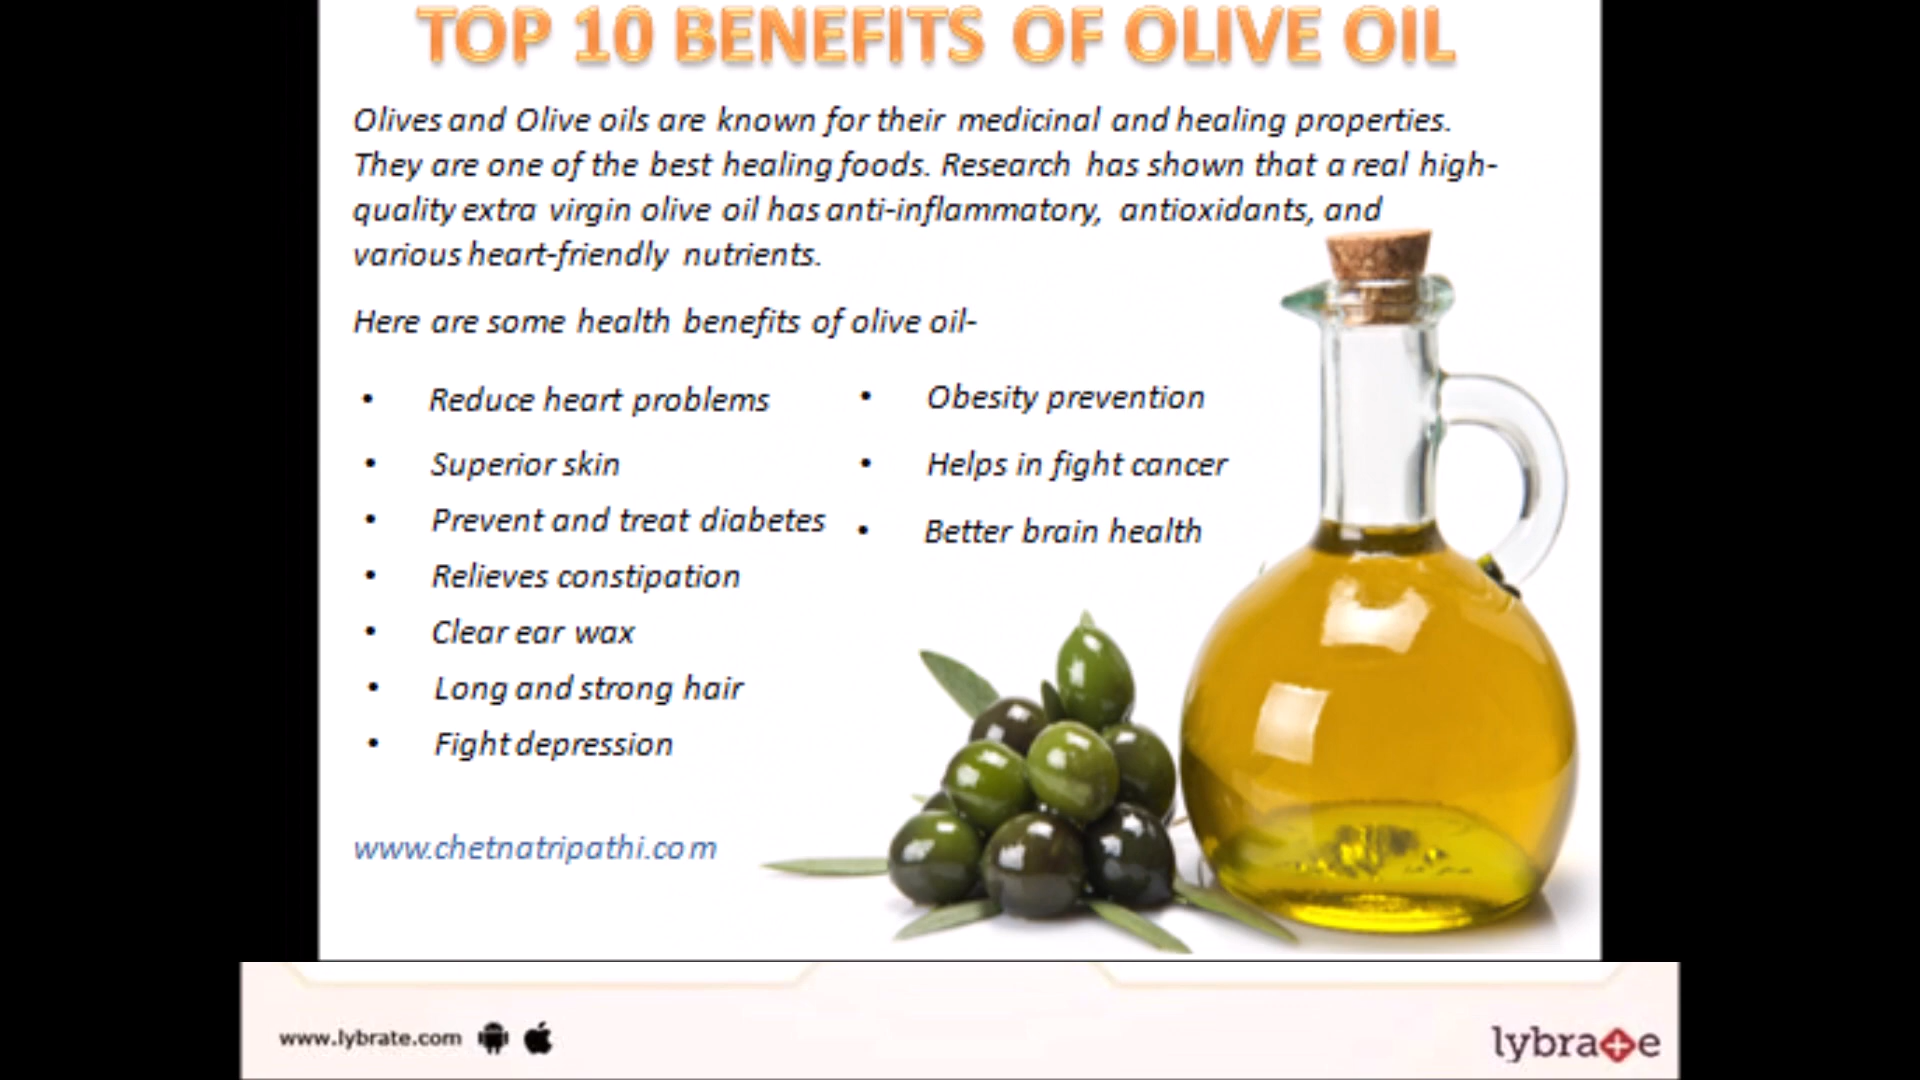 TOP 10 BENEFITS OF OLIVE OIL
Olives and Olive oils are known for their medicinal and healing properties.
They are one of the best healing foods. Research has shown that a real high-
quality extra virgin olive oil has anti-inflammatory, antioxidants, and
various heart-friendly nutrients.
Here are some health benefits of olive oil-
• Reduce heart problems
• Superior skin
• Prevent and treat diabetes
• Relieves constipation
• Clear ear wax
• Long and strong hair
• Fight depression
• Obesity prevention
• Helps in fight cancer
• Better brain health
www.chetnatripathi.com
www.lybrate.com
lybrate